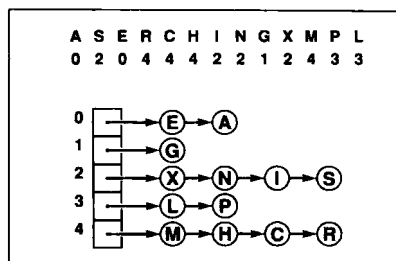 A S E R C H I N G X M P L
0 2 0 4 4 4 2 2 1 2 4 3 3
0 E A
1 G
2 X N I S
3 L P
4 M H C R